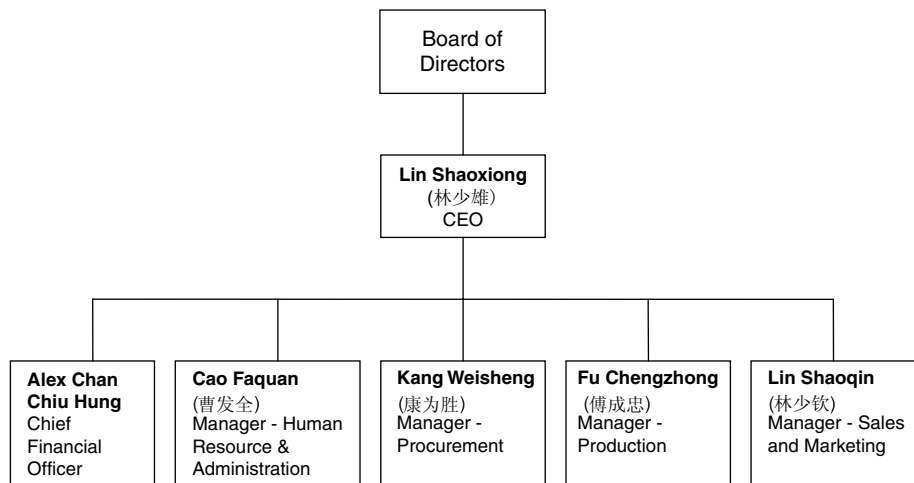 Board of
Directors
Lin Shaoxiong
(林少雄)
CEO
Alex Chan
Chiu Hung
Chief
Financial
Officer
Cao Faquan
(曹发全)
Manager - Human
Resource &
Administration
Kang Weisheng
(康为胜)
Manager -
Procurement
Fu Chengzhong
(傅成忠)
Manager -
Production
Lin Shaoqin
(林少钦)
Manager - Sales
and Marketing